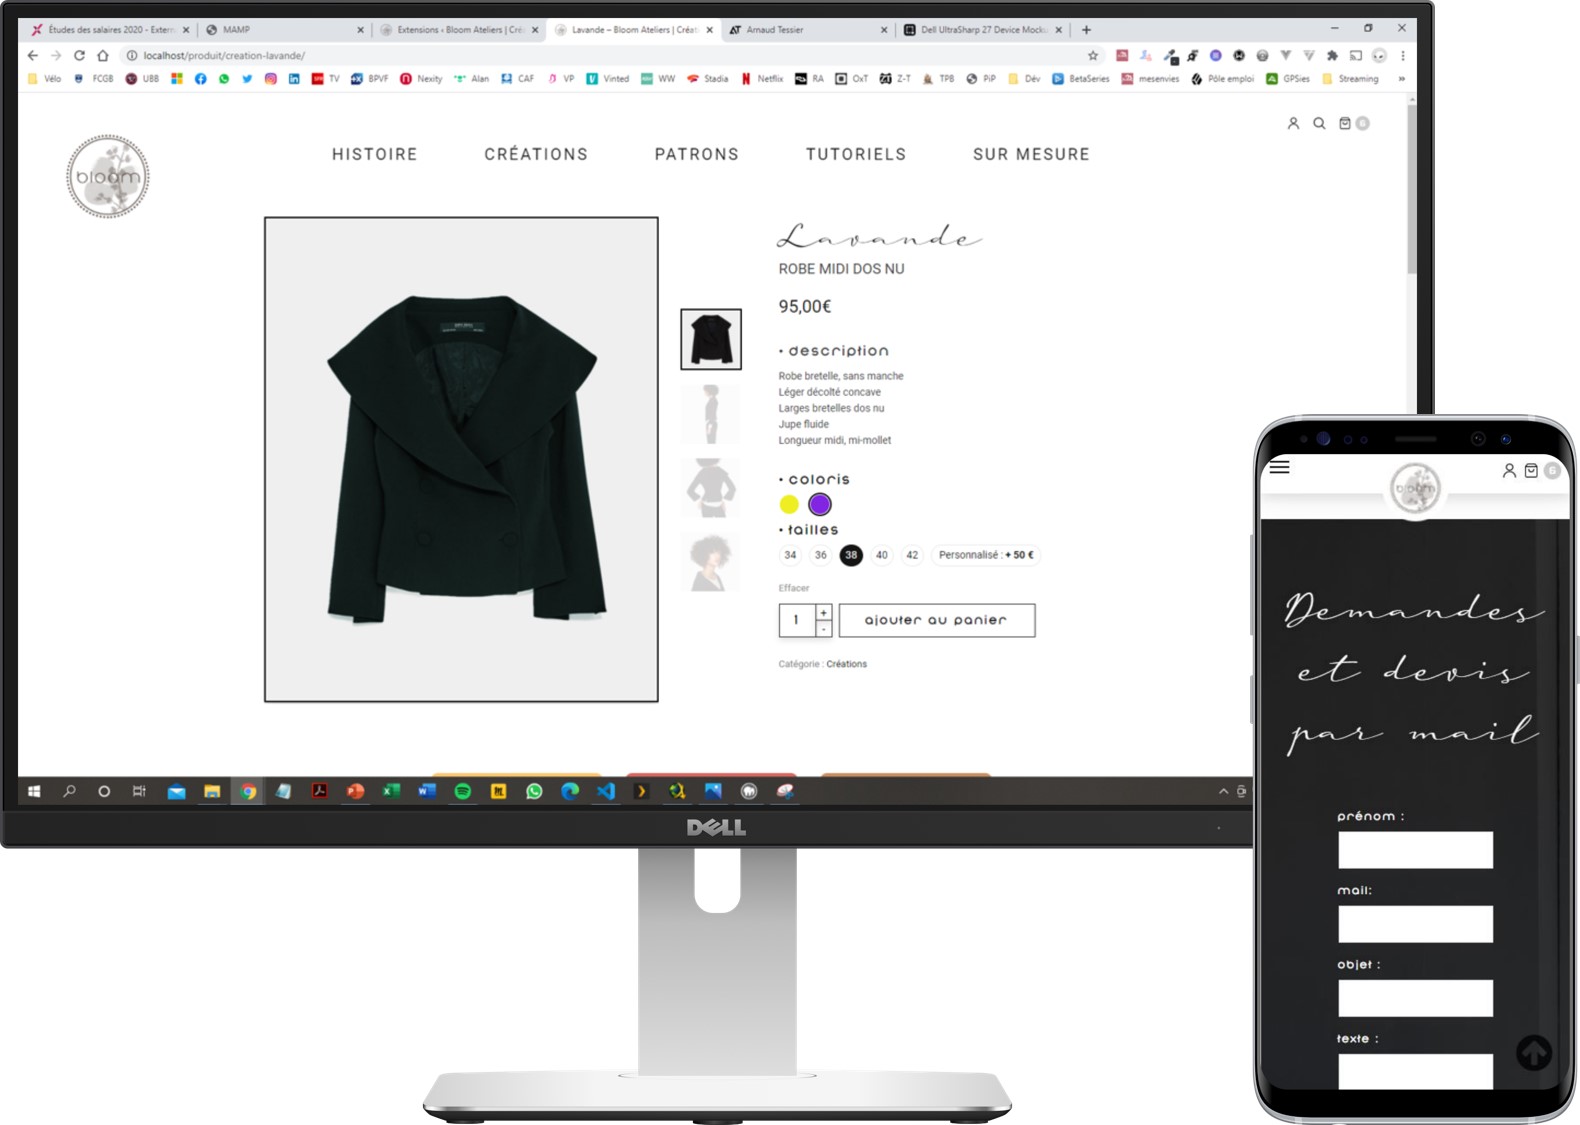 Études des salaires 2020 - Extern
MAMP
Extensions ‹ Bloom Ateliers | Cré
Lavande – Bloom Ateliers | Créat
Arnaud Tessier
Dell UltraSharp 27 Device Mocku
localhost/produit/creation-lavande/
Vélo FCGB UBB TV BPVF Nexity Alan CAF VP Vinted WW Stadia Netflix RA OxT Z-T TPB PiP Dév BetaSeries mesenvies Pôle emploi GPSies Streaming »
6
bloom
HISTOIRE CRÉATIONS PATRONS TUTORIELS SUR MESURE
Lavande
ROBE MIDI DOS NU
95,00€
• description
Robe bretelle, sans manche
Léger décolté concave
Larges bretelles dos nu
Jupe fluide
Longueur midi, mi-mollet
• coloris
• tailles
34 36 38 40 42 Personnalisé : + 50 €
Effacer
1 + - ajouter au panier
Catégorie : Créations
DELL
bloom
6
Demandes
et devis
par mail
prénom :
mail:
objet :
texte :